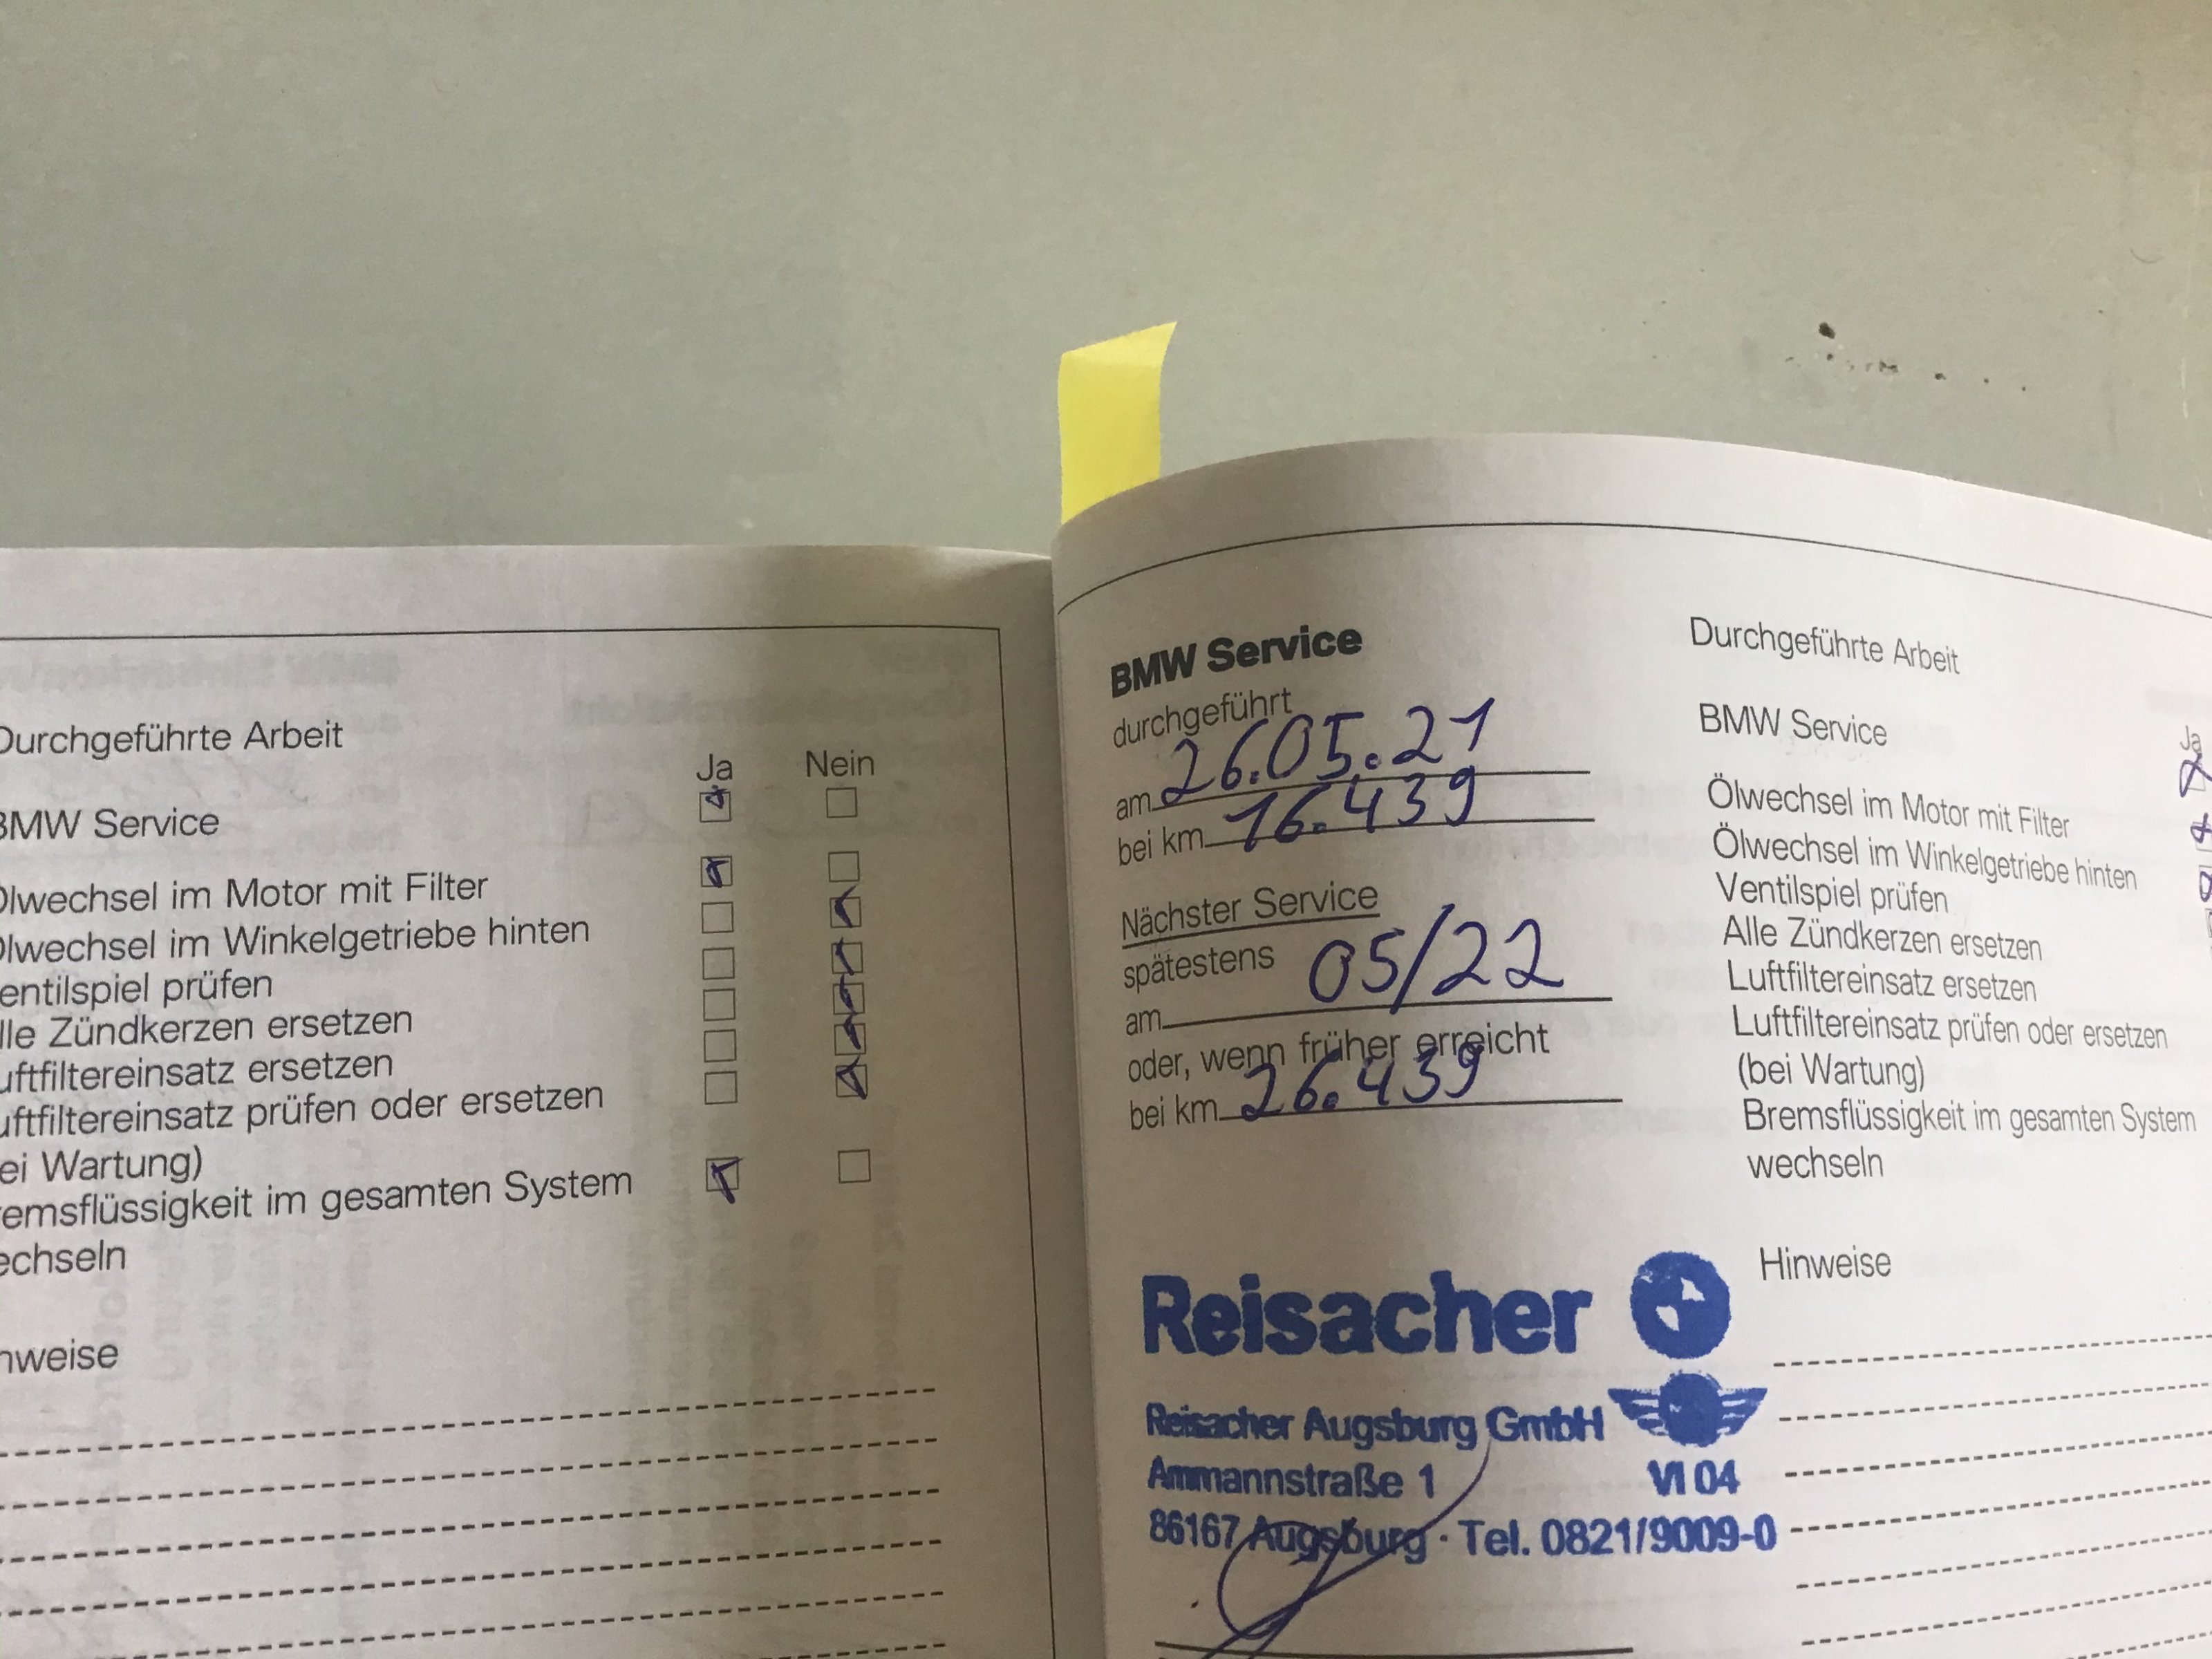 Durchgeführte Arbeit
Ja Nein
BMW Service
Ölwechsel im Motor mit Filter
Ölwechsel im Winkelgetriebe hinten
entilspiel prüfen
lle Zündkerzen ersetzen
uftfiltereinsatz ersetzen
uftfiltereinsatz prüfen oder ersetzen
ei Wartung)
emsflüssigkeit im gesamten System
echseln
nweise
BMW Service
durchgeführt
am 26.05.21
bei km 16.439
Nächster Service
spätestens 05/22
am
oder, wenn früher erreicht
bei km 26.439
Reisacher
Reisacher Augsburg GmbH
Ammannstraße 1 VI 04
86167 Augsburg · Tel. 0821/9009-0
Durchgeführte Arbeit
Ja
BMW Service
Ölwechsel im Motor mit Filter
Ölwechsel im Winkelgetriebe hinten
Ventilspiel prüfen
Alle Zündkerzen ersetzen
Luftfiltereinsatz ersetzen
Luftfiltereinsatz prüfen oder ersetzen
(bei Wartung)
Bremsflüssigkeit im gesamten System
wechseln
Hinweise